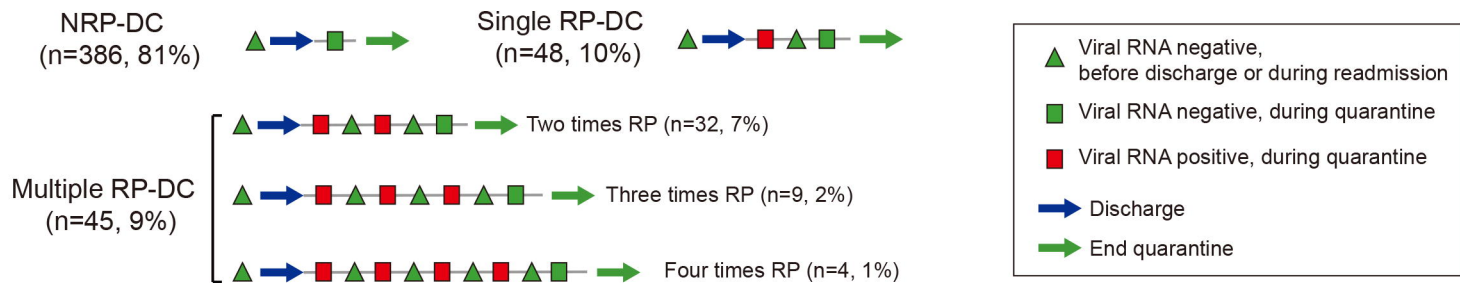 NRP-DC
(n=386, 81%)
Single RP-DC
(n=48, 10%)
Multiple RP-DC
(n=45, 9%)
Two times RP (n=32, 7%)
Three times RP (n=9, 2%)
Four times RP (n=4, 1%)
Viral RNA negative,
before discharge or during readmission
Viral RNA negative, during quarantine
Viral RNA positive, during quarantine
Discharge
End quarantine